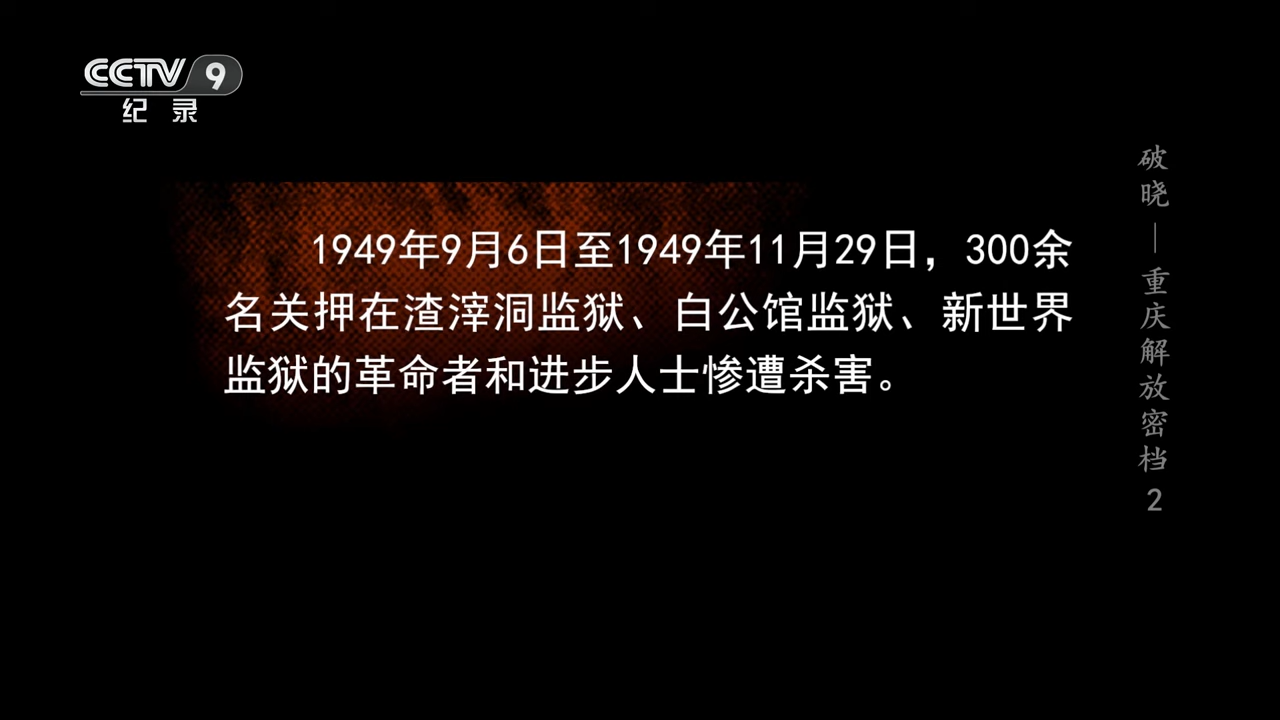 CCTV 9
纪录
1949年9月6日至1949年11月29日，300余
名关押在渣滓洞监狱、白公馆监狱、新世界
监狱的革命者和进步人士惨遭杀害。
破晓—重庆解放密档2